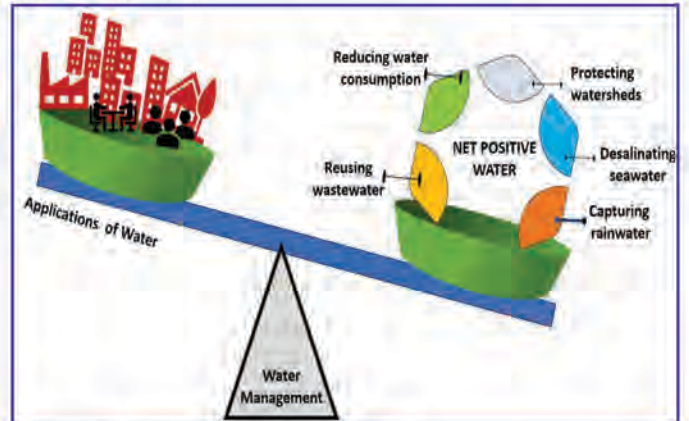 Reducing water
consumption
Protecting
watersheds
NET POSITIVE
WATER
Desalinating
seawater
Reusing
wastewater
Capturing
rainwater
Applications of Water
Water
Management